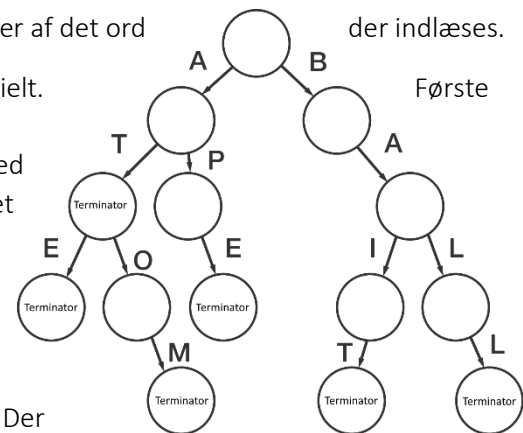 er af det ord der indlæses.
A B
ielt. Første
T P A
ed
Terminator
et
E O E I L
Terminator Terminator
M T L
Terminator Terminator Terminator
Der